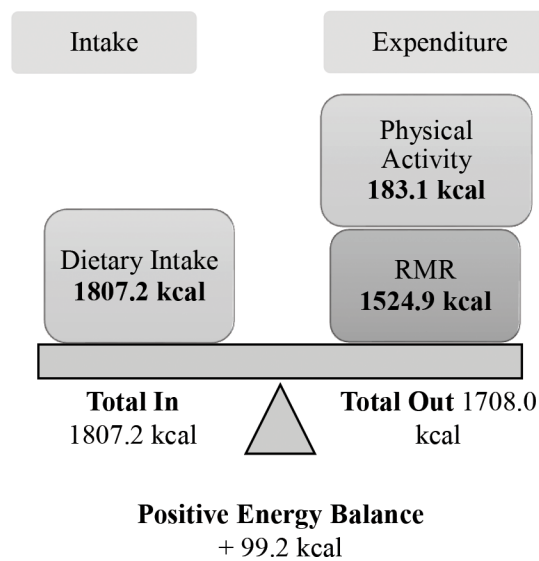 Intake
Expenditure
Physical
Activity
183.1 kcal
Dietary Intake
1807.2 kcal
RMR
1524.9 kcal
Total In
1807.2 kcal
Total Out 1708.0
kcal
Positive Energy Balance
+ 99.2 kcal